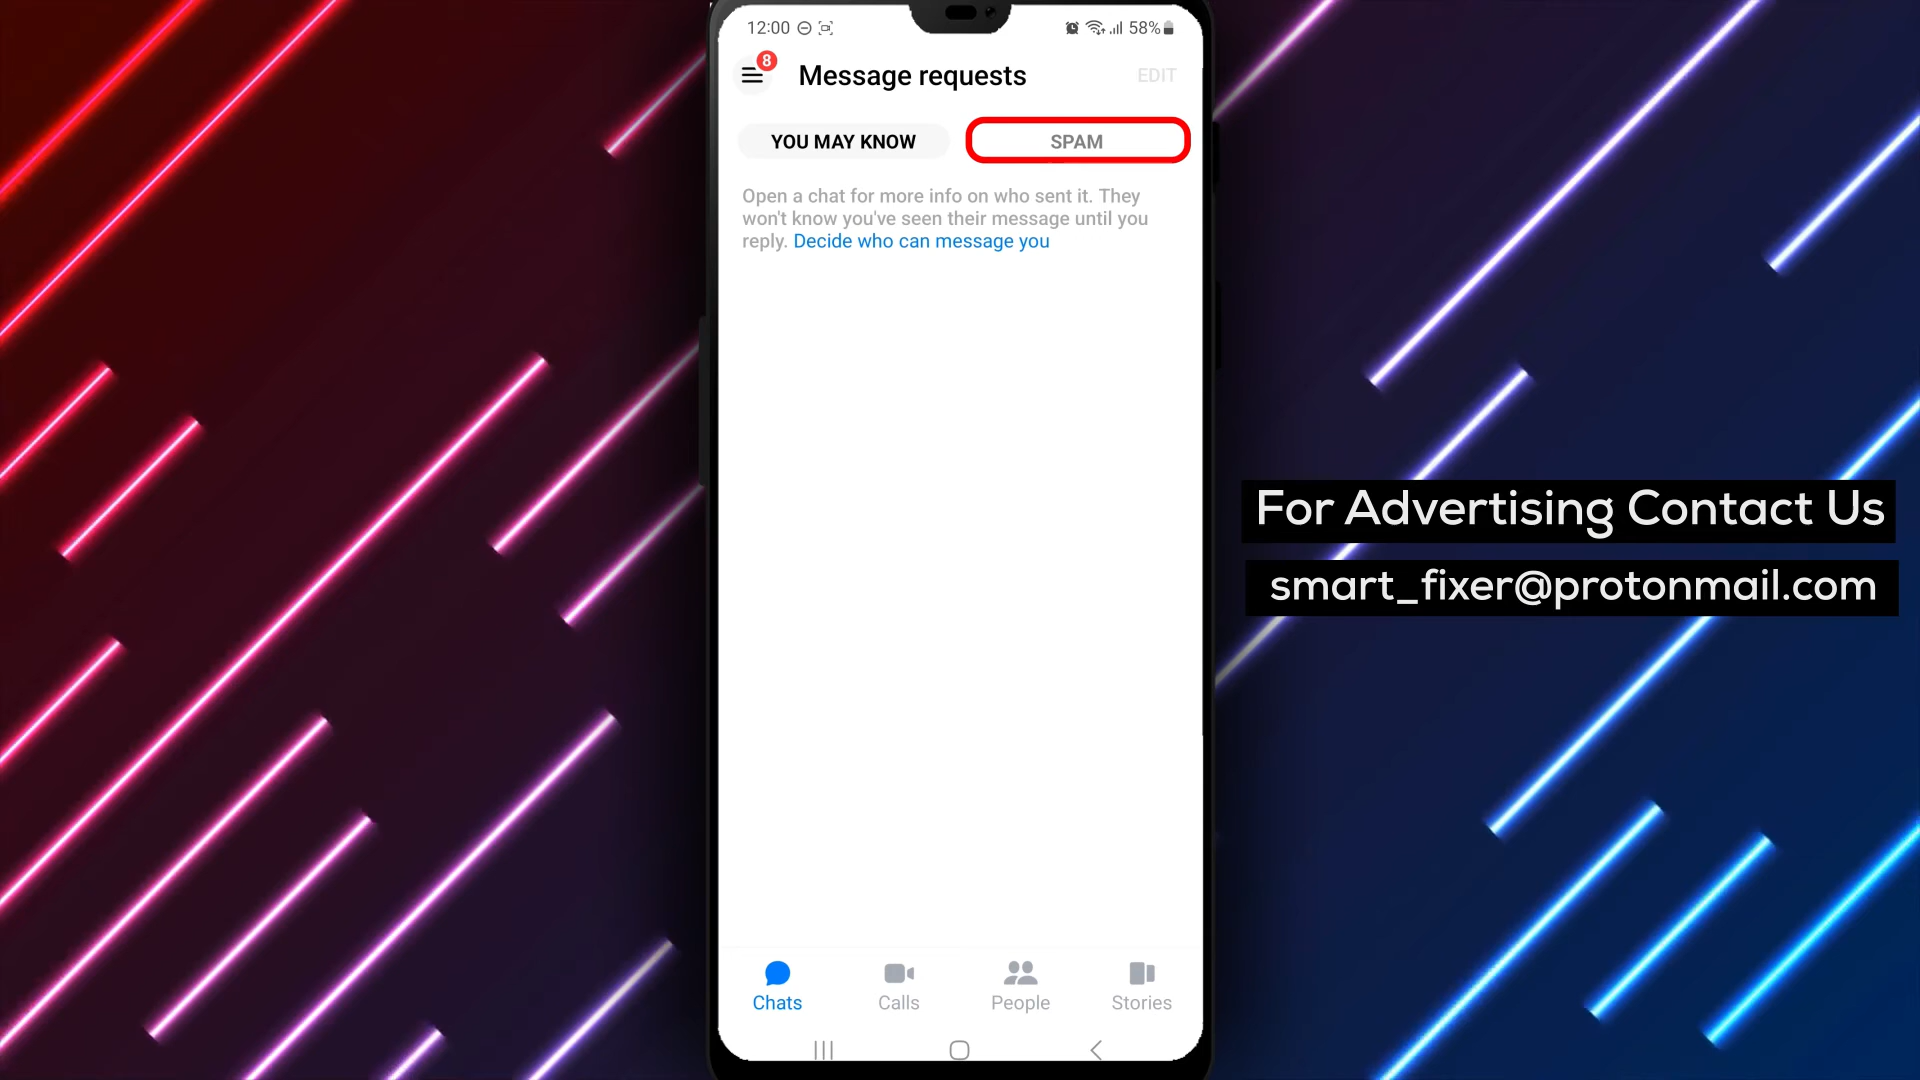 12:00 58%
8
Message requests EDIT
YOU MAY KNOW SPAM
Open a chat for more info on who sent it. They
won't know you've seen their message until you
reply. Decide who can message you
For Advertising Contact Us
smart_fixer@protonmail.com
Chats Calls People Stories